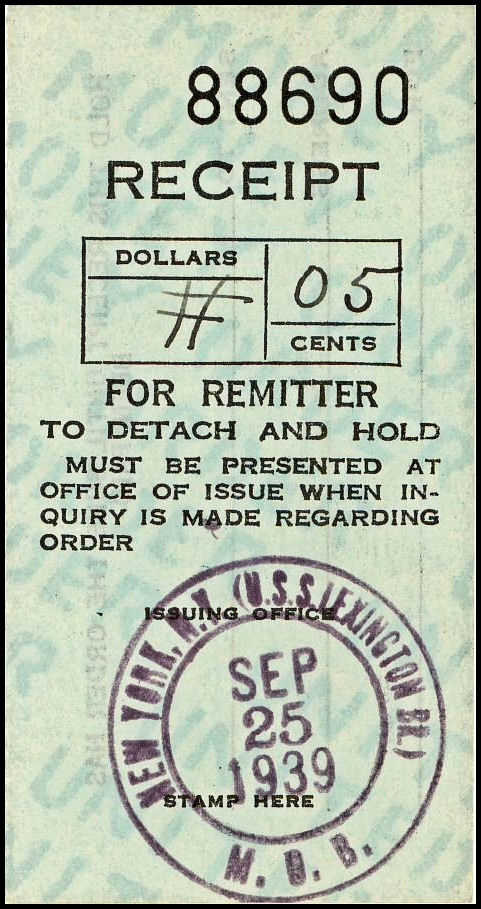 88690
RECEIPT
DOLLARS
# 05
CENTS
FOR REMITTER
TO DETACH AND HOLD
MUST BE PRESENTED AT
OFFICE OF ISSUE WHEN IN-
QUIRY IS MADE REGARDING
ORDER
ISSUING OFFICE
NEW YORK, N.Y. (U.S.S. LEXINGTON BR.)
SEP
25
1939
STAMP HERE
M. O. B.